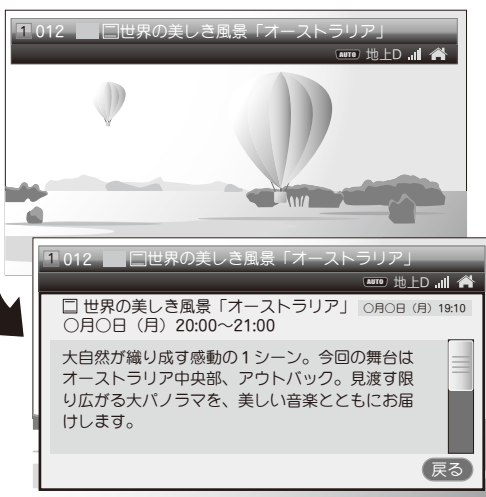 1 012 世界の美しき風景「オーストラリア」
AUTO 地上D
1 012 世界の美しき風景「オーストラリア」
AUTO 地上D
世界の美しき風景「オーストラリア」 ○月○日（月）19:10
○月○日（月）20:00～21:00
大自然が織り成す感動の1シーン。今回の舞台は
オーストラリア中央部、アウトバック。見渡す限
り広がる大パノラマを、美しい音楽とともにお届
けします。
戻る